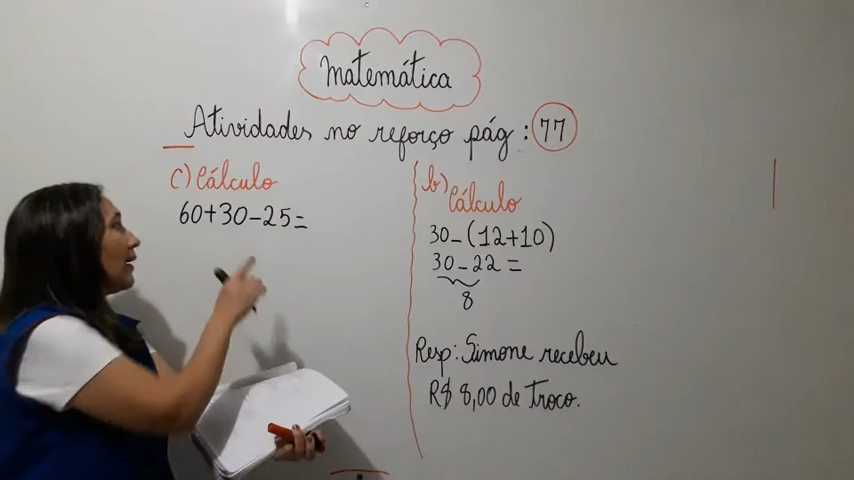 Matemática
Atividades no reforço pág: 77
c) Cálculo
60+30-25=
b) Cálculo
30-(12+10)
30-22=
8
Resp: Simone recebeu
R$ 8,00 de troco.